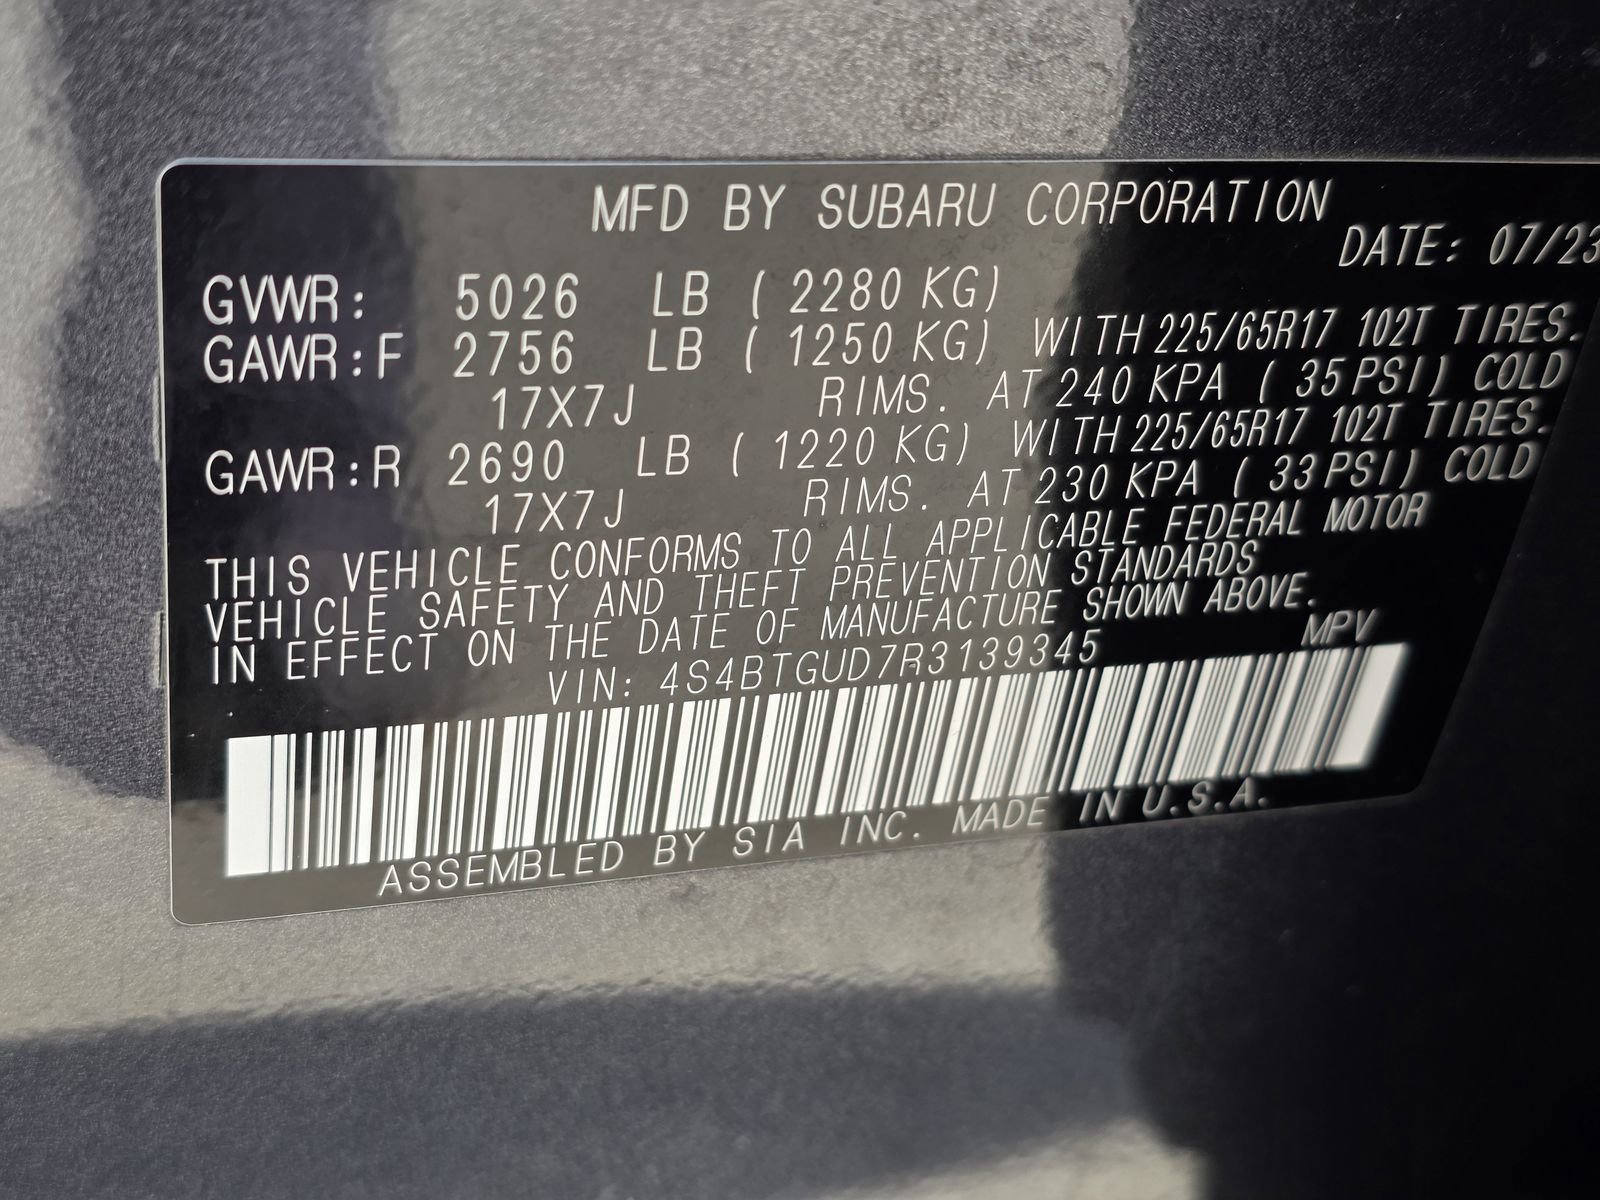 MFD BY SUBARU CORPORATION
DATE: 07/23
GVWR: 5026 LB ( 2280 KG)
GAWR:F 2756 LB ( 1250 KG) WITH 225/65R17 102T TIRES.
17X7J RIMS. AT 240 KPA ( 35 PSI) COLD
GAWR:R 2690 LB ( 1220 KG) WITH 225/65R17 102T TIRES.
17X7J RIMS. AT 230 KPA ( 33 PSI) COLD
THIS VEHICLE CONFORMS TO ALL APPLICABLE FEDERAL MOTOR
VEHICLE SAFETY AND THEFT PREVENTION STANDARDS
IN EFFECT ON THE DATE OF MANUFACTURE SHOWN ABOVE.
VIN: 4S4BTGUD7R3139345 MPV
ASSEMBLED BY SIA INC. MADE IN U.S.A.